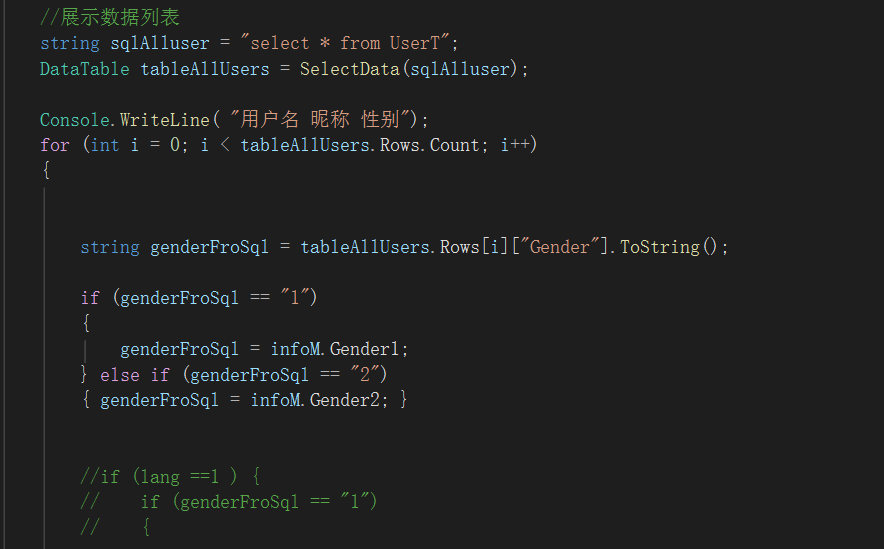 //展示数据列表
string sqlAlluser = "select * from UserT";
DataTable tableAllUsers = SelectData(sqlAlluser);
Console.WriteLine( "用户名 昵称 性别");
for (int i = 0; i < tableAllUsers.Rows.Count; i++)
{
string genderFroSql = tableAllUsers.Rows[i]["Gender"].ToString();
if (genderFroSql == "1")
{
genderFroSql = infoM.Gender1;
} else if (genderFroSql == "2")
{ genderFroSql = infoM.Gender2; }
//if (lang ==1 ) {
//    if (genderFroSql == "1")
//    {